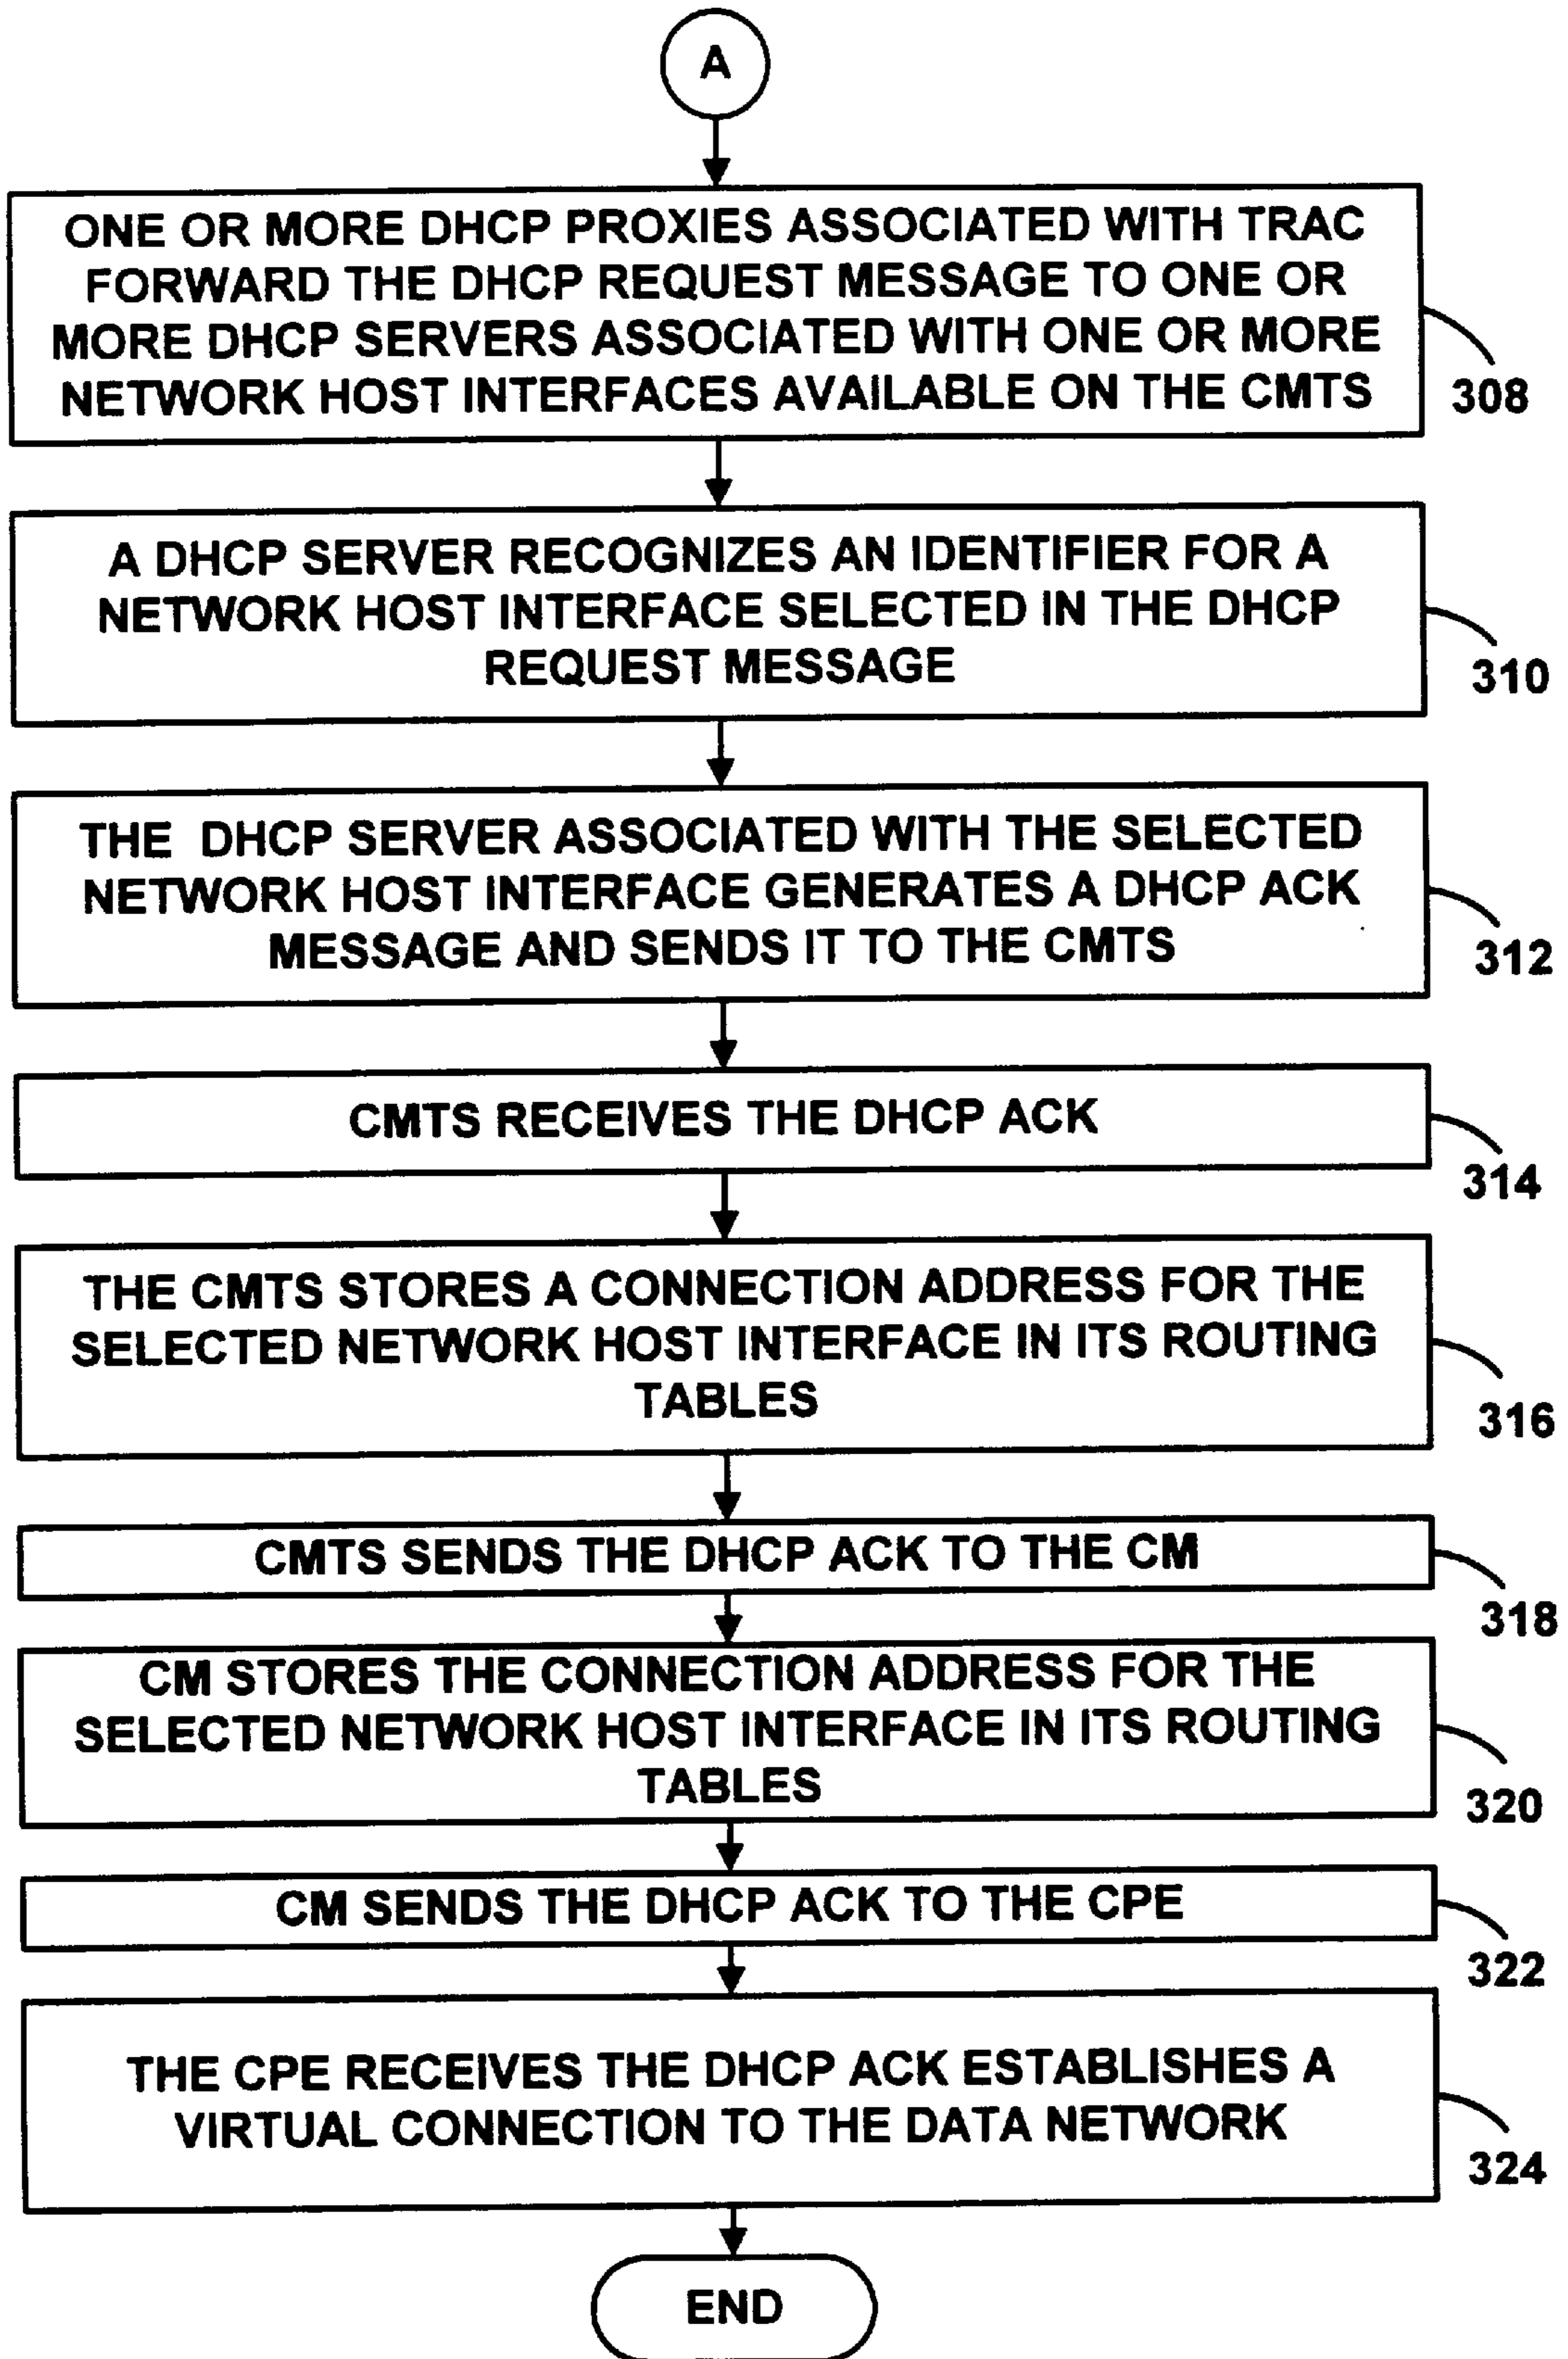 A
ONE OR MORE DHCP PROXIES ASSOCIATED WITH TRAC
FORWARD THE DHCP REQUEST MESSAGE TO ONE OR
MORE DHCP SERVERS ASSOCIATED WITH ONE OR MORE
NETWORK HOST INTERFACES AVAILABLE ON THE CMTS
308
A DHCP SERVER RECOGNIZES AN IDENTIFIER FOR A
NETWORK HOST INTERFACE SELECTED IN THE DHCP
REQUEST MESSAGE
310
THE DHCP SERVER ASSOCIATED WITH THE SELECTED
NETWORK HOST INTERFACE GENERATES A DHCP ACK
MESSAGE AND SENDS IT TO THE CMTS
312
CMTS RECEIVES THE DHCP ACK
314
THE CMTS STORES A CONNECTION ADDRESS FOR THE
SELECTED NETWORK HOST INTERFACE IN ITS ROUTING
TABLES
316
CMTS SENDS THE DHCP ACK TO THE CM
318
CM STORES THE CONNECTION ADDRESS FOR THE
SELECTED NETWORK HOST INTERFACE IN ITS ROUTING
TABLES
320
CM SENDS THE DHCP ACK TO THE CPE
322
THE CPE RECEIVES THE DHCP ACK ESTABLISHES A
VIRTUAL CONNECTION TO THE DATA NETWORK
324
END